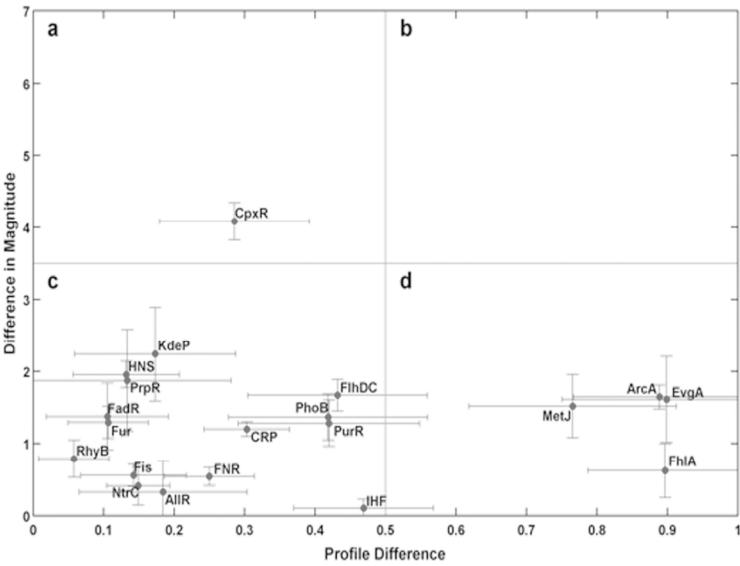 7
a
b
6
5
Difference in Magnitude
CpxR
4
c
d
3
KdeP
HNS
PrpR
FlhDC
ArcA
EvgA
2
FadR
PhoB
MetJ
Fur
CRP
PurR
1
RhyB
Fis
FNR
FhlA
NtrC
AllR
IHF
0
0 0.1 0.2 0.3 0.4 0.5 0.6 0.7 0.8 0.9 1
Profile Difference